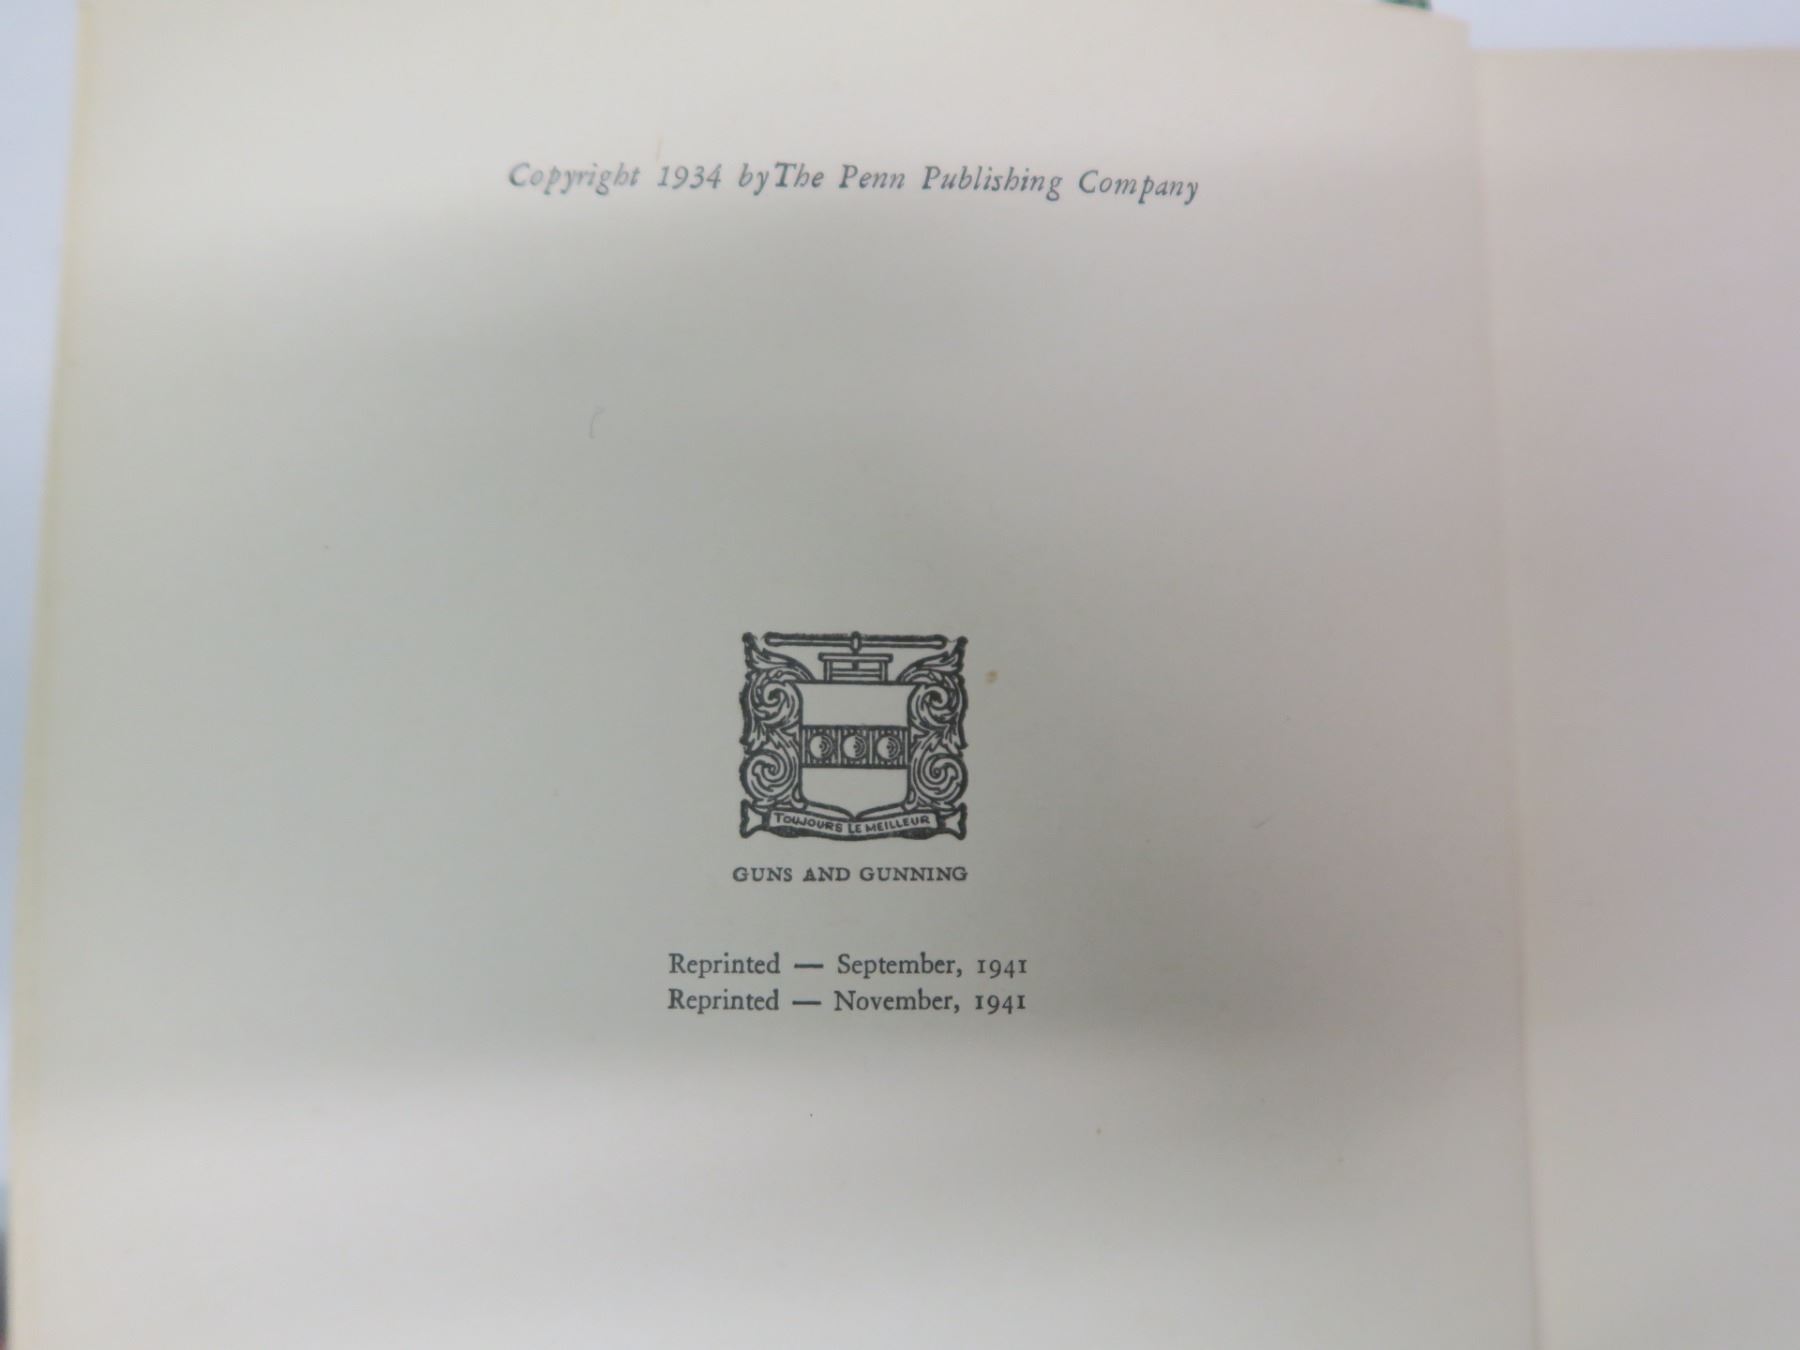 Copyright 1934 by The Penn Publishing Company
TOUJOURS LE MEILLEUR
GUNS AND GUNNING
Reprinted — September, 1941
Reprinted — November, 1941